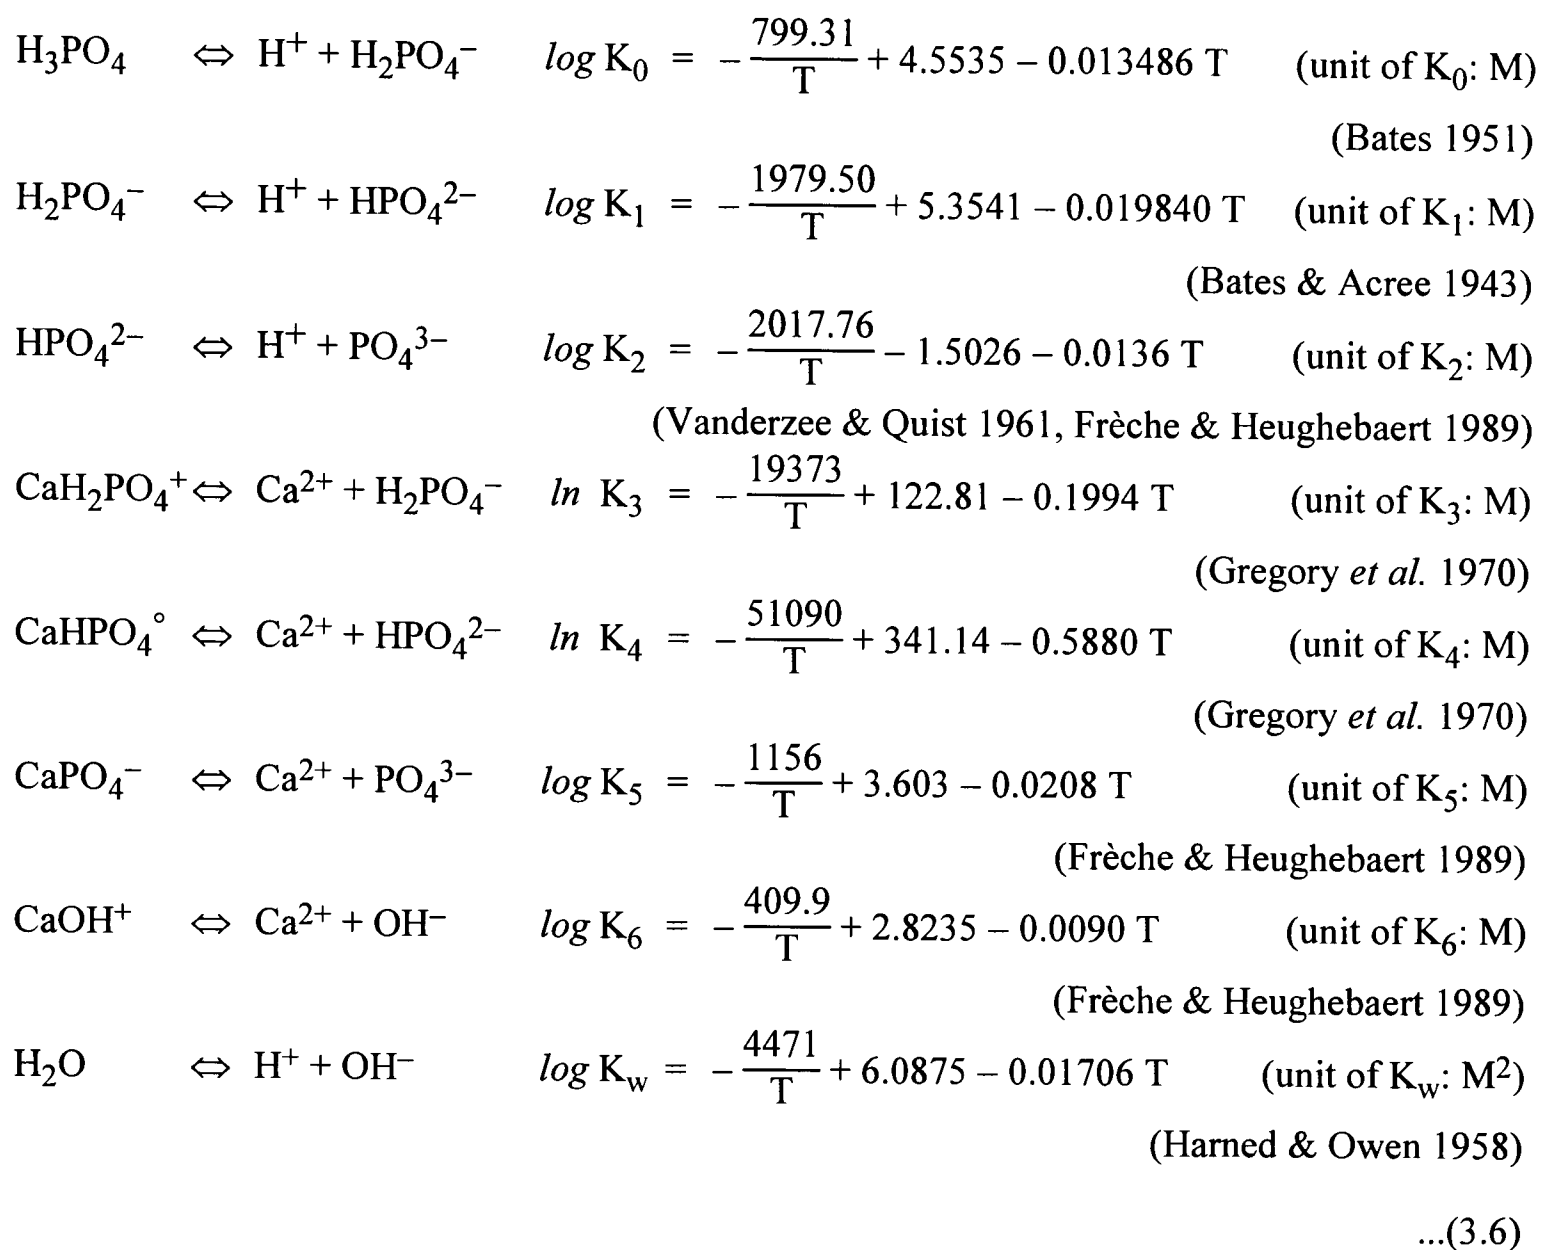 H₃PO₄ ⇔ H⁺ + H₂PO₄⁻ log K₀ = −799.31/T + 4.5535 − 0.013486 T (unit of K₀: M)
(Bates 1951)
H₂PO₄⁻ ⇔ H⁺ + HPO₄²⁻ log K₁ = −1979.50/T + 5.3541 − 0.019840 T (unit of K₁: M)
(Bates & Acree 1943)
HPO₄²⁻ ⇔ H⁺ + PO₄³⁻ log K₂ = −2017.76/T − 1.5026 − 0.0136 T (unit of K₂: M)
(Vanderzee & Quist 1961, Frèche & Heughebaert 1989)
CaH₂PO₄⁺ ⇔ Ca²⁺ + H₂PO₄⁻ ln K₃ = −19373/T + 122.81 − 0.1994 T (unit of K₃: M)
(Gregory et al. 1970)
CaHPO₄° ⇔ Ca²⁺ + HPO₄²⁻ ln K₄ = −51090/T + 341.14 − 0.5880 T (unit of K₄: M)
(Gregory et al. 1970)
CaPO₄⁻ ⇔ Ca²⁺ + PO₄³⁻ log K₅ = −1156/T + 3.603 − 0.0208 T (unit of K₅: M)
(Frèche & Heughebaert 1989)
CaOH⁺ ⇔ Ca²⁺ + OH⁻ log K₆ = −409.9/T + 2.8235 − 0.0090 T (unit of K₆: M)
(Frèche & Heughebaert 1989)
H₂O ⇔ H⁺ + OH⁻ log K_w = −4471/T + 6.0875 − 0.01706 T (unit of K_w: M²)
(Harned & Owen 1958)
...(3.6)